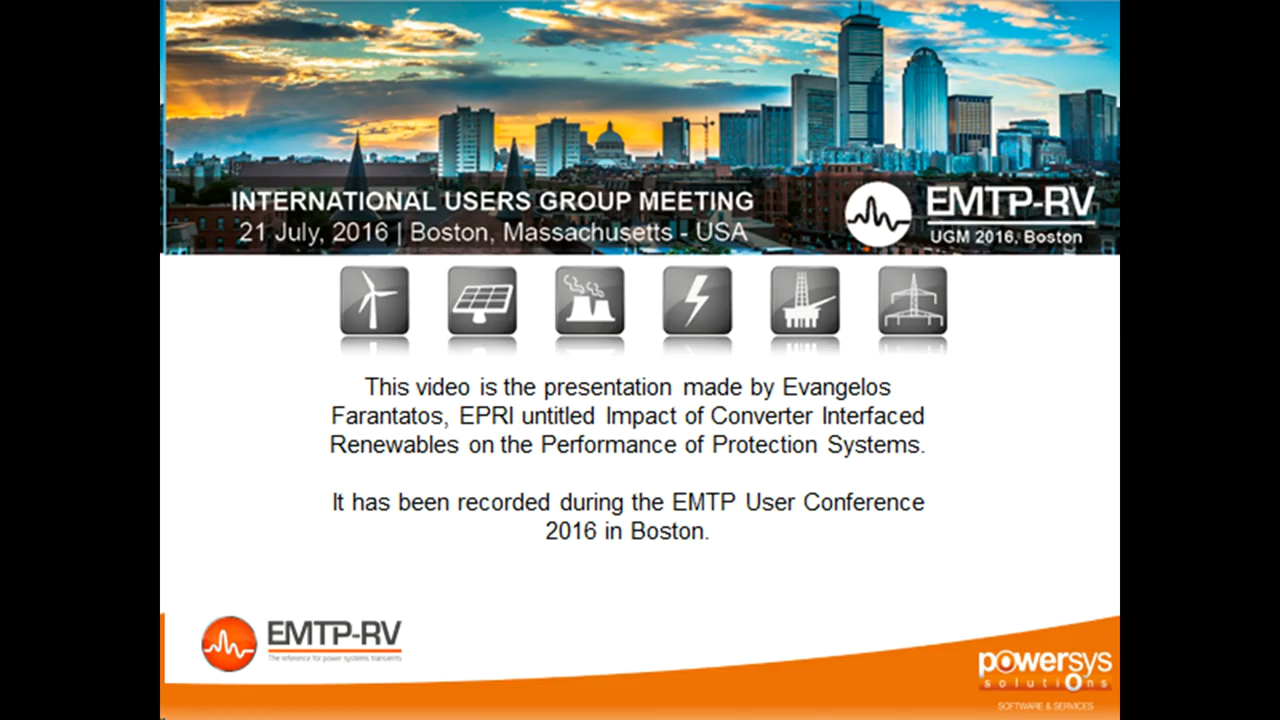 INTERNATIONAL USERS GROUP MEETING
21 July, 2016 | Boston, Massachusetts - USA
EMTP-RV
UGM 2016, Boston
This video is the presentation made by Evangelos
Farantatos, EPRI untitled Impact of Converter Interfaced
Renewables on the Performance of Protection Systems.
It has been recorded during the EMTP User Conference
2016 in Boston.
EMTP-RV
The reference for power systems transients
powersys
solutiOns
SOFTWARE & SERVICES